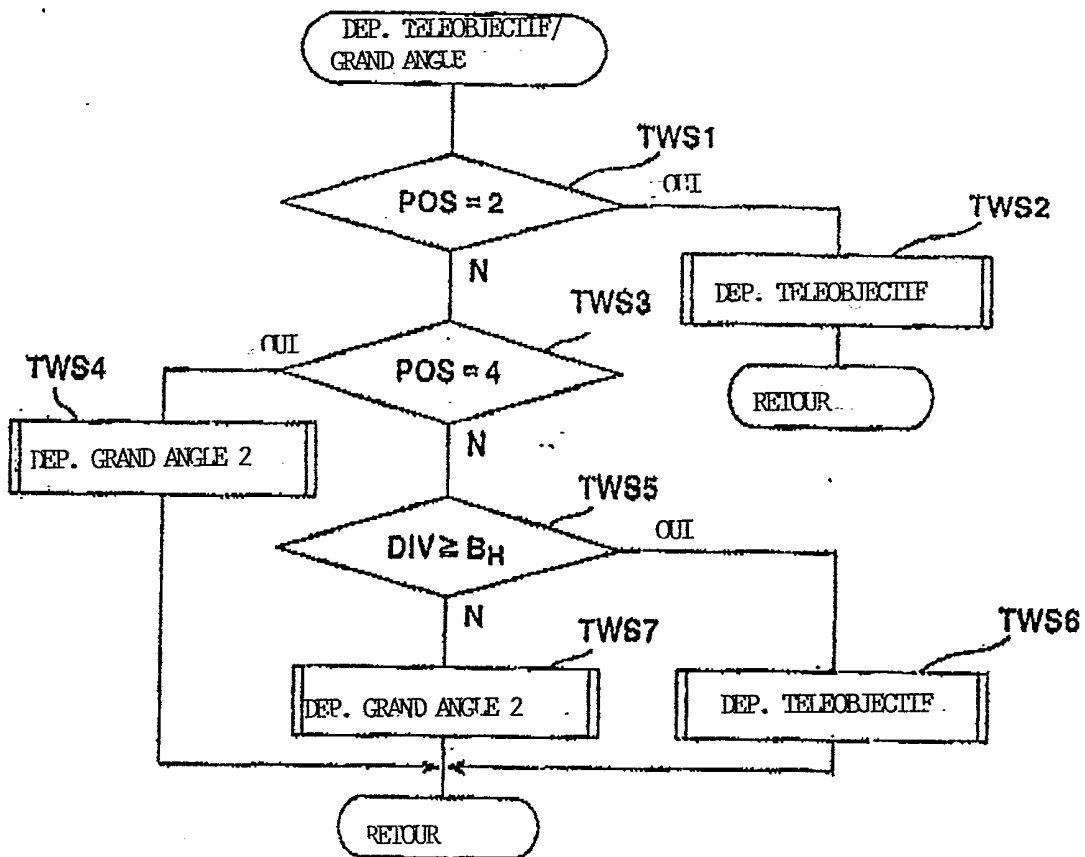 DEP. TELEOBJECTIF/
GRAND ANGLE
TWS1
POS = 2
OUI
TWS2
N
DEP. TELEOBJECTIF
TWS3
OUI
POS = 4
RETOUR
TWS4
DEP. GRAND ANGLE 2
N
TWS5
OUI
DIV ≧ BH
N
TWS7
TWS6
DEP. GRAND ANGLE 2
DEP. TELEOBJECTIF
RETOUR